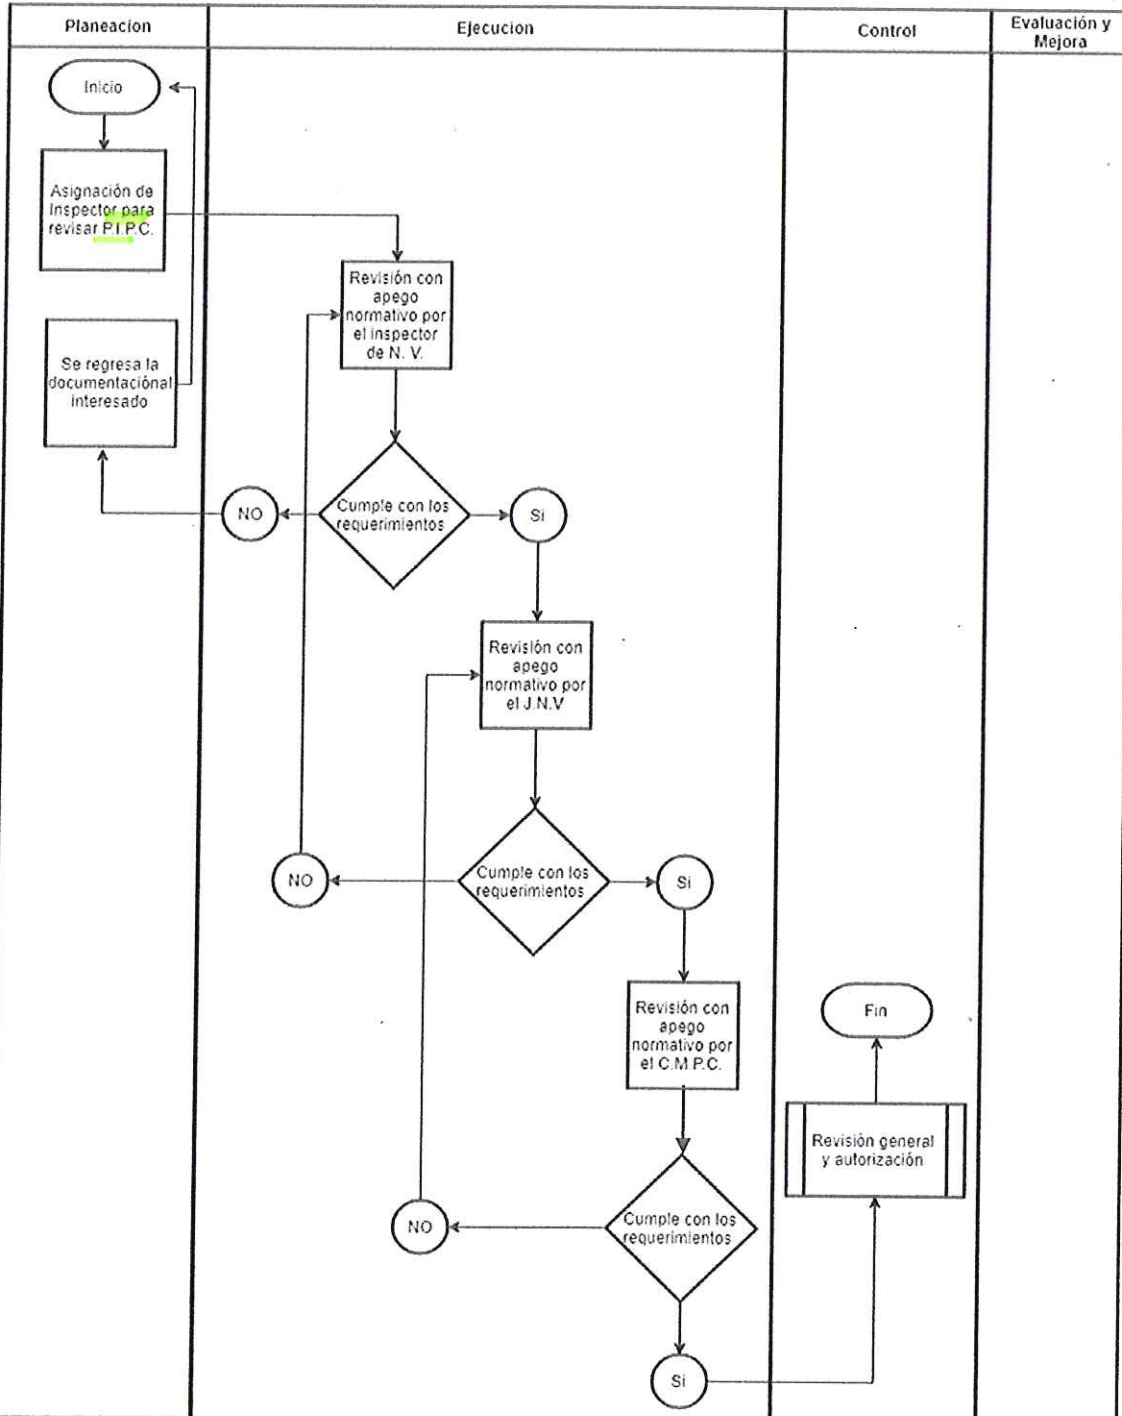 Planeacion
Ejecucion
Control
Evaluación y
Mejora
Inicio
Asignación de
Inspector para
revisar P.I.P.C.
Revisión con
apego
normativo por
el inspector
de N. V.
Se regresa la
documentaciónal
interesado
NO
Cumple con los
requerimientos
Si
Revisión con
apego
normativo por
el J.N.V
NO
Cumple con los
requerimientos
Si
Revisión con
apego
normativo por
el C.M.P.C.
Fin
Revisión general
y autorización
NO
Cumple con los
requerimientos
Si